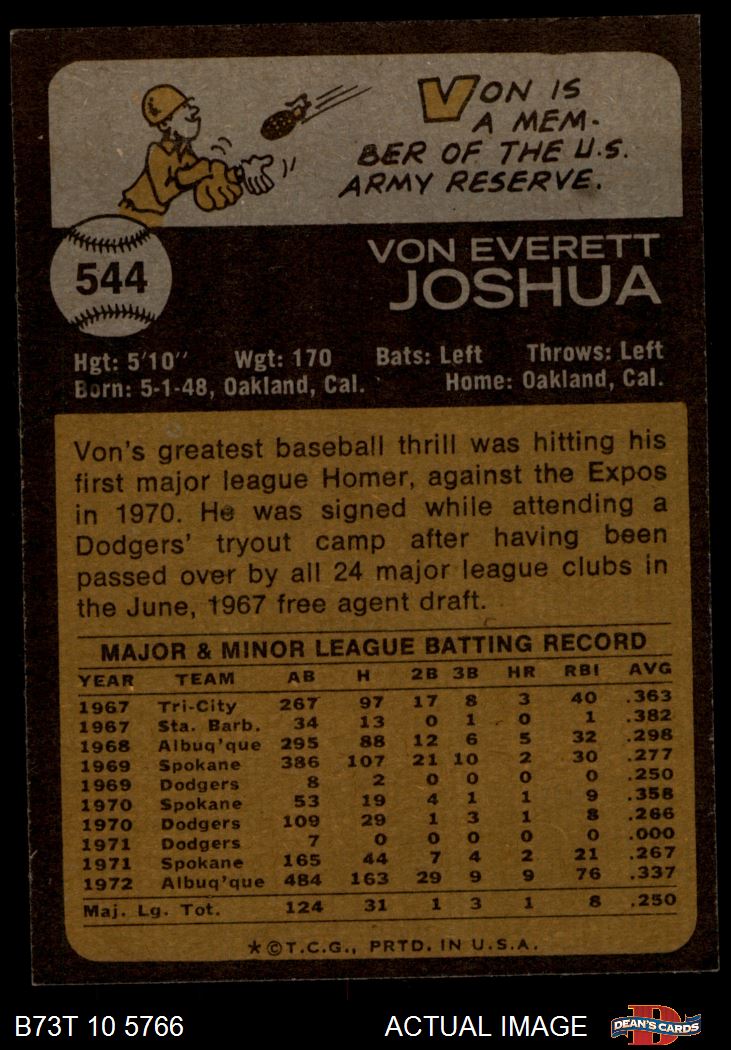 VON IS
A MEM-
BER OF THE U.S.
ARMY RESERVE.
544
VON EVERETT
JOSHUA
Hgt: 5'10" Wgt: 170 Bats: Left Throws: Left
Born: 5-1-48, Oakland, Cal. Home: Oakland, Cal.
Von's greatest baseball thrill was hitting his
first major league Homer, against the Expos
in 1970. He was signed while attending a
Dodgers' tryout camp after having been
passed over by all 24 major league clubs in
the June, 1967 free agent draft.
MAJOR & MINOR LEAGUE BATTING RECORD
YEAR TEAM AB H 2B 3B HR RBI AVG
1967 Tri-City 267 97 17 8 3 40 .363
1967 Sta. Barb. 34 13 0 1 0 1 .382
1968 Albuq'que 295 88 12 6 5 32 .298
1969 Spokane 386 107 21 10 2 30 .277
1969 Dodgers 8 2 0 0 0 0 .250
1970 Spokane 53 19 4 1 1 9 .358
1970 Dodgers 109 29 1 3 1 8 .266
1971 Dodgers 7 0 0 0 0 0 .000
1971 Spokane 165 44 7 4 2 21 .267
1972 Albuq'que 484 163 29 9 9 76 .337
Maj. Lg. Tot. 124 31 1 3 1 8 .250
★©T.C.G., PRTD. IN U.S.A.
B73T 10 5766 ACTUAL IMAGE DEAN'S CARDS